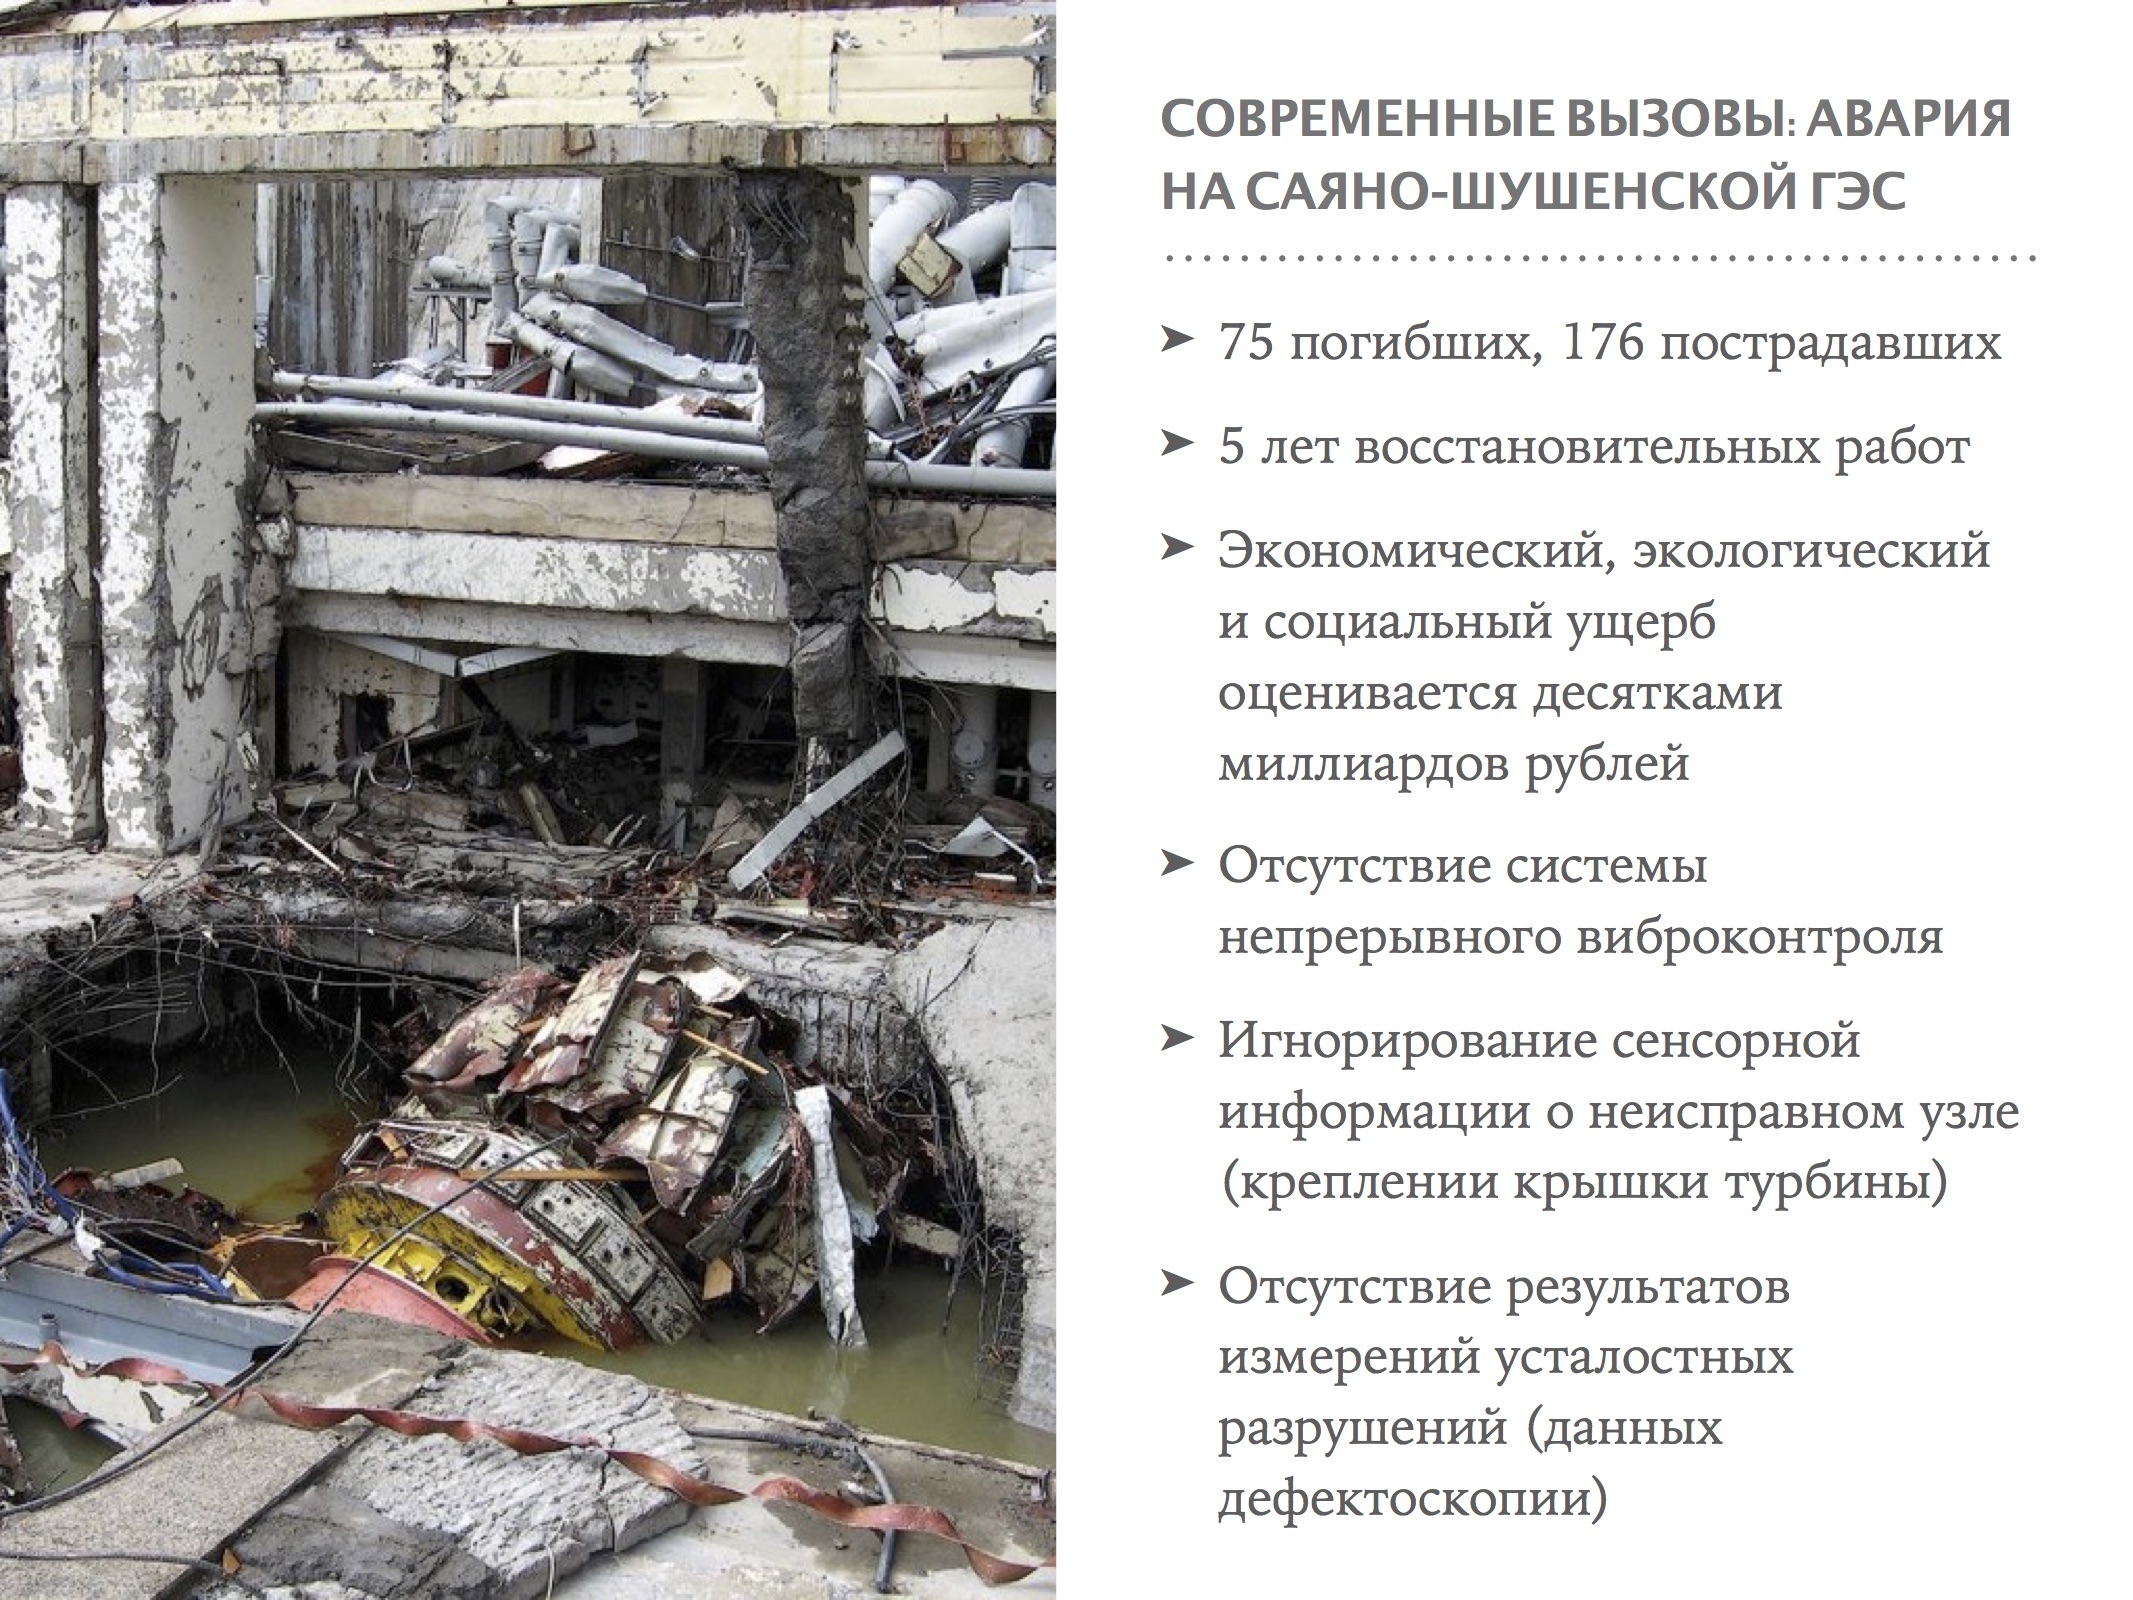 СОВРЕМЕННЫЕ ВЫЗОВЫ: АВАРИЯ
НА САЯНО-ШУШЕНСКОЙ ГЭС
➤ 75 погибших, 176 пострадавших
➤ 5 лет восстановительных работ
➤ Экономический, экологический
и социальный ущерб
оценивается десятками
миллиардов рублей
➤ Отсутствие системы
непрерывного виброконтроля
➤ Игнорирование сенсорной
информации о неисправном узле
(креплении крышки турбины)
➤ Отсутствие результатов
измерений усталостных
разрушений (данных
дефектоскопии)